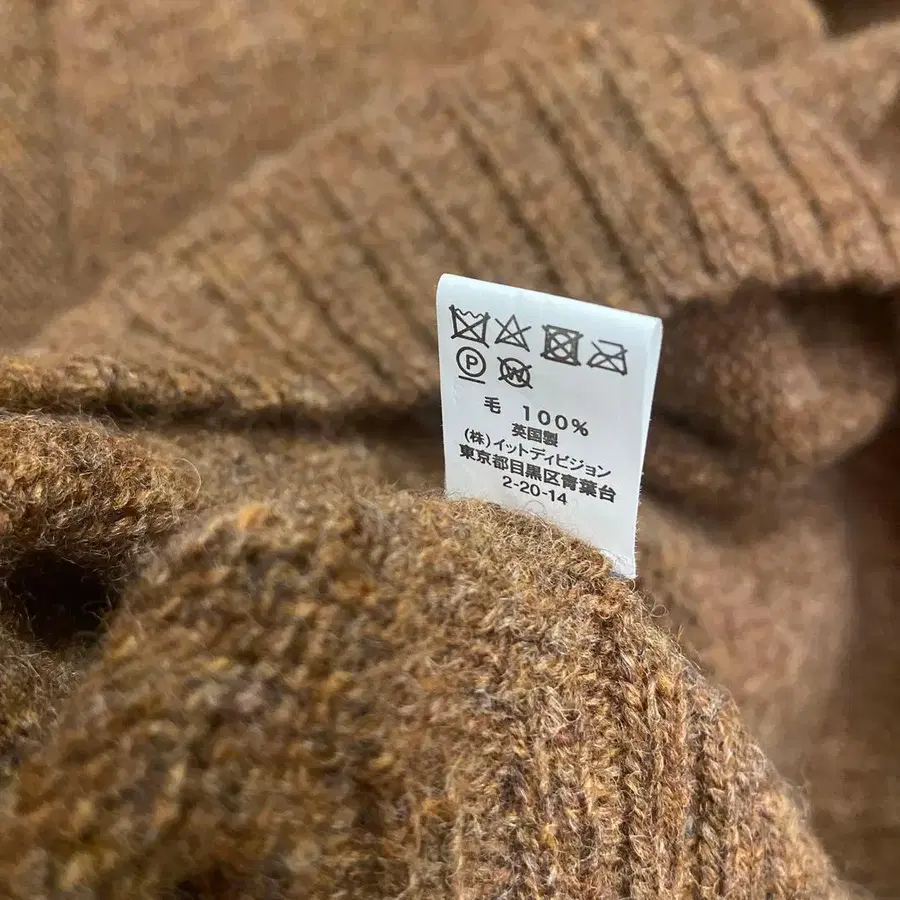 P W
毛 100%
英国製
(株)イットディビジョン
東京都目黒区青葉台
2-20-14